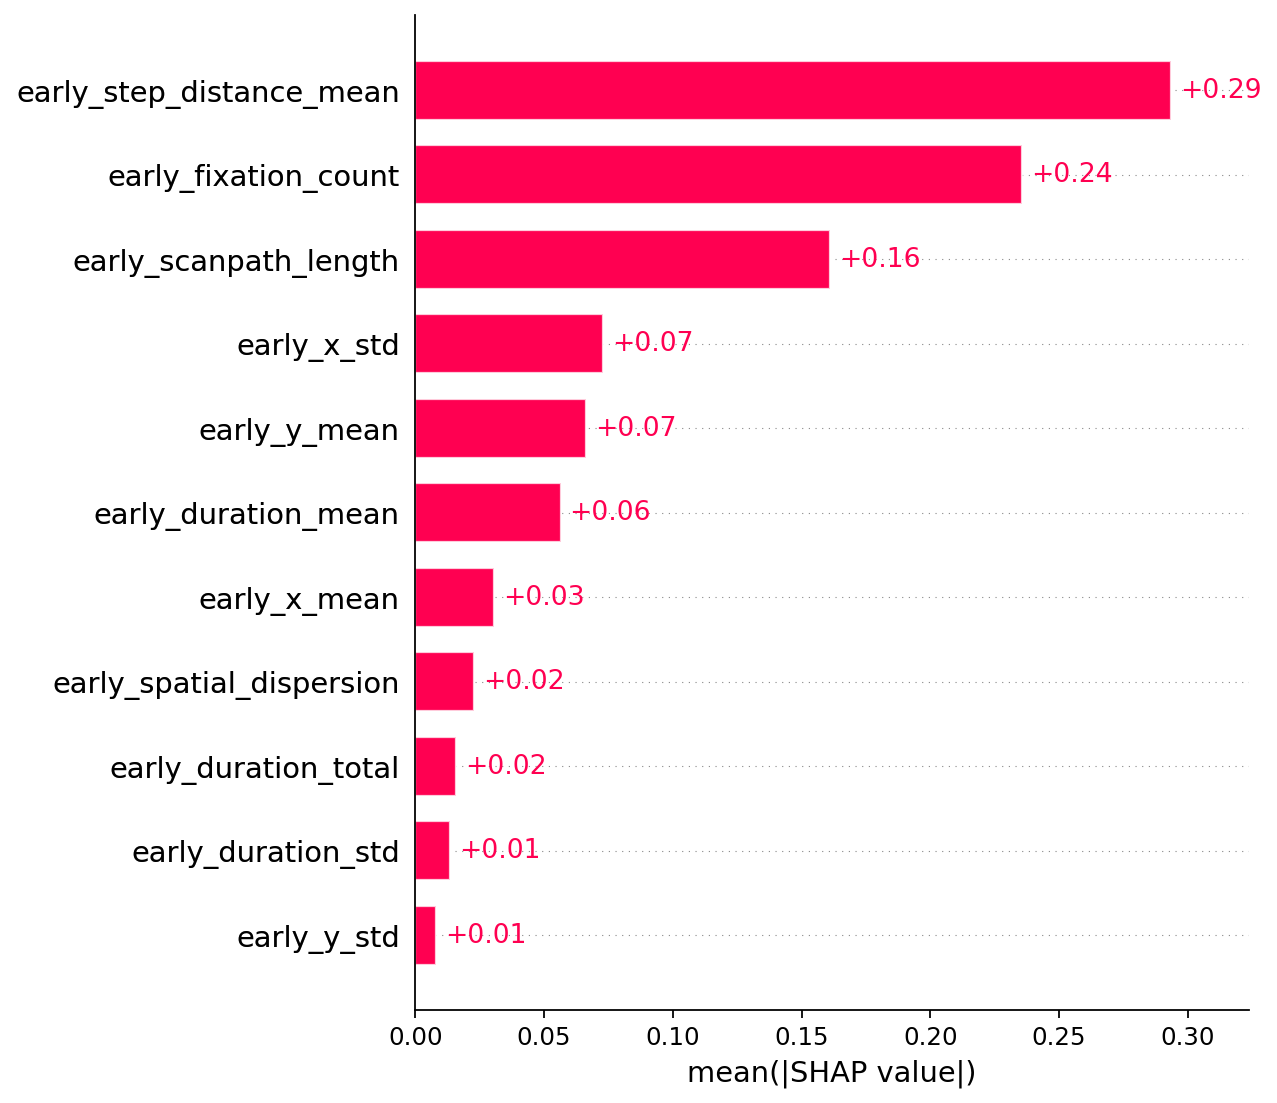 early_step_distance_mean +0.29
early_fixation_count +0.24
early_scanpath_length +0.16
early_x_std +0.07
early_y_mean +0.07
early_duration_mean +0.06
early_x_mean +0.03
early_spatial_dispersion +0.02
early_duration_total +0.02
early_duration_std +0.01
early_y_std +0.01
0.00 0.05 0.10 0.15 0.20 0.25 0.30
mean(|SHAP value|)